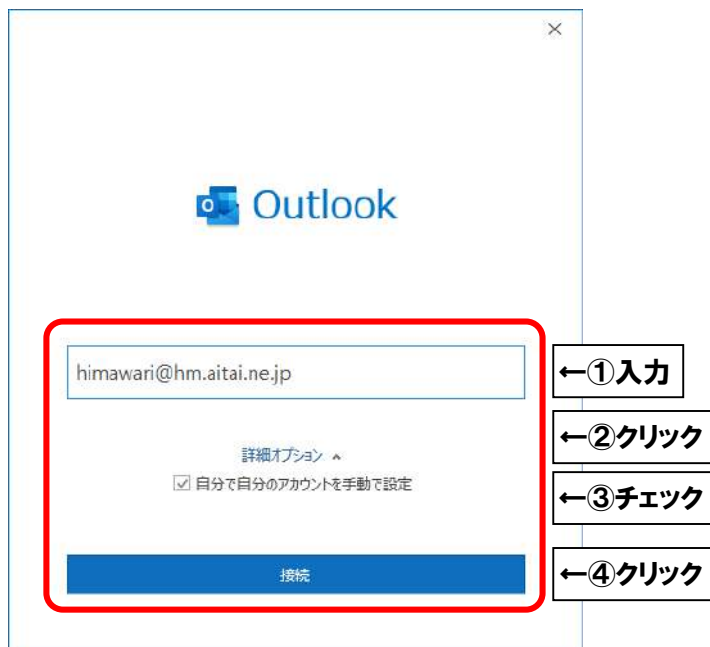 ×
Outlook
himawari@hm.aitai.ne.jp
←①入力
←②クリック
詳細オプション ^
自分で自分のアカウントを手動で設定
←③チェック
接続
←④クリック